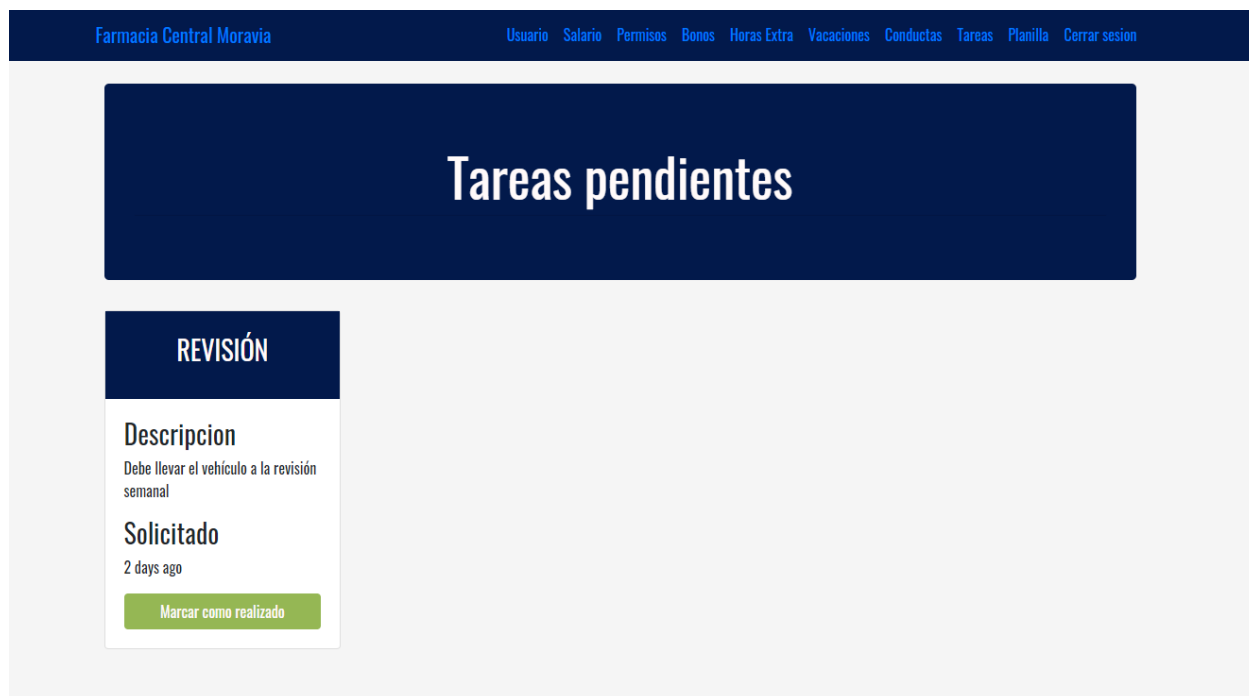 Farmacia Central Moravia
Usuario Salario Permisos Bonos Horas Extra Vacaciones Conductas Tareas Planilla Cerrar sesion
Tareas pendientes
REVISIÓN
Descripcion
Debe llevar el vehículo a la revisión
semanal
Solicitado
2 days ago
Marcar como realizado